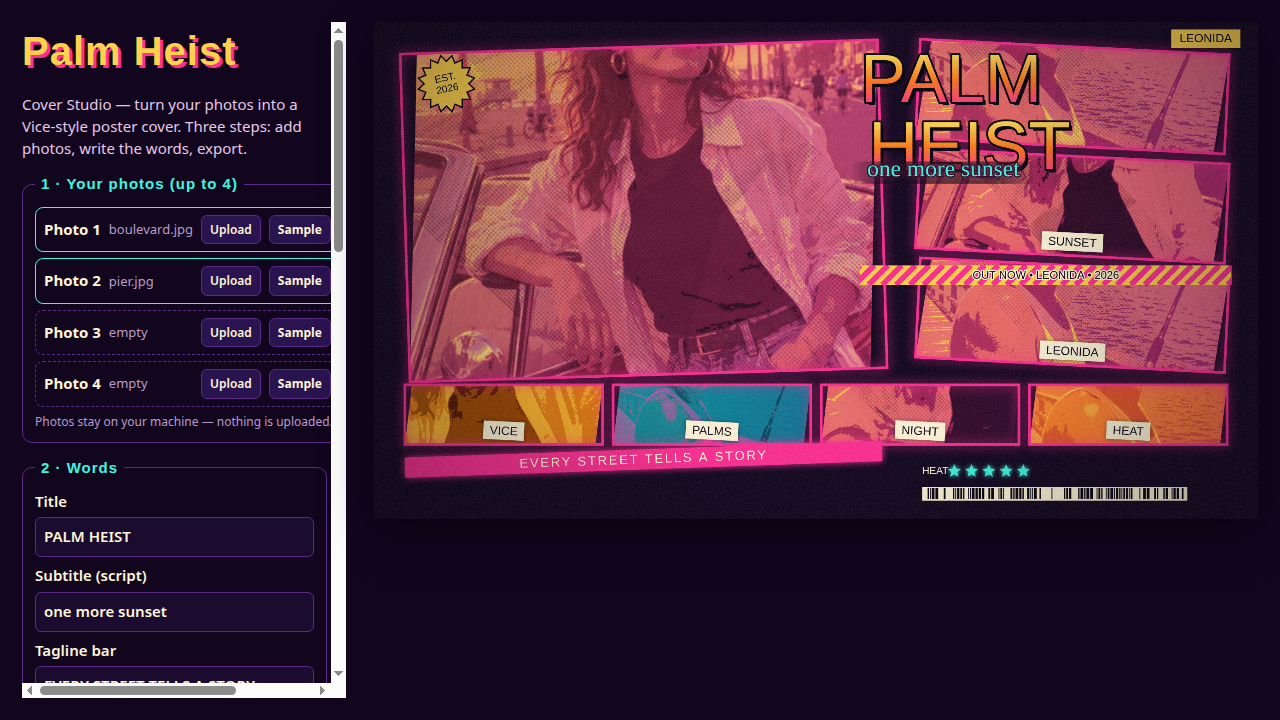 Palm Heist
Cover Studio — turn your photos into a
Vice-style poster cover. Three steps: add
photos, write the words, export.
1 · Your photos (up to 4)
Photo 1 boulevard.jpg Upload Sample
Photo 2 pier.jpg Upload Sample
Photo 3 empty Upload Sample
Photo 4 empty Upload Sample
Photos stay on your machine — nothing is uploaded.
2 · Words
Title
PALM HEIST
Subtitle (script)
one more sunset
Tagline bar
EVERY STREET TELLS A STORY
LEONIDA
EST.
2026
PALM
HEIST
one more sunset
SUNSET
OUT NOW • LEONIDA • 2026
LEONIDA
VICE
PALMS
NIGHT
HEAT
EVERY STREET TELLS A STORY
HEAT★★★★★